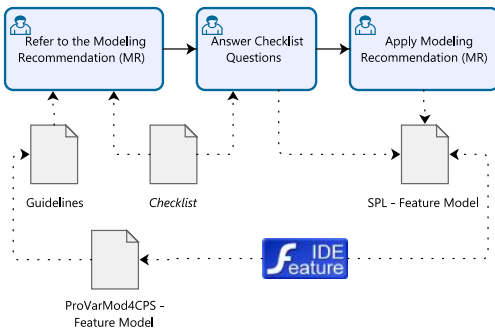 Refer to the Modeling
Recommendation (MR)
Answer Checklist
Questions
Apply Modeling
Recommendation (MR)
Guidelines
Checklist
SPL - Feature Model
IDE
Feature
ProVarMod4CPS -
Feature Model